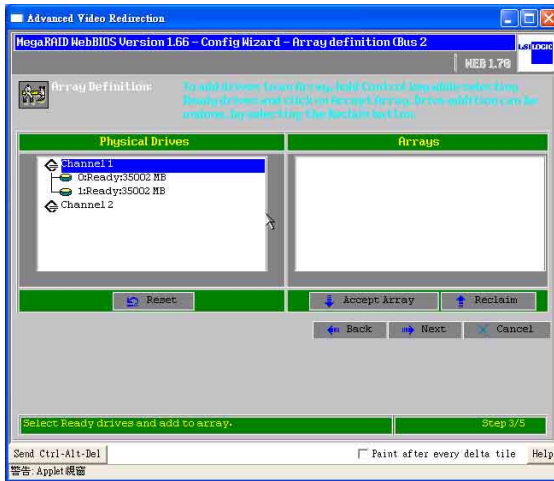 Advanced Video Redirection
MegaRAID WebBIOS Version 1.66 - Config Wizard - Array definition (Bus 2
LSI LOGIC
WEB 1.78
Array Definition:
To add drives to an Array, hold Control key while selecting
Ready drives and Click on Accept Array. Drive addition can be
undone, by selecting the Reclaim button.
Physical Drives
Arrays
Channel 1
0:Ready:35002 MB
1:Ready:35002 MB
Channel 2
Reset
Accept Array
Reclaim
Back
Next
Cancel
Select Ready drives and add to array.
Step 3/5
Send Ctrl-Alt-Del
Paint after every delta tile
Help
警告: Applet 視窗